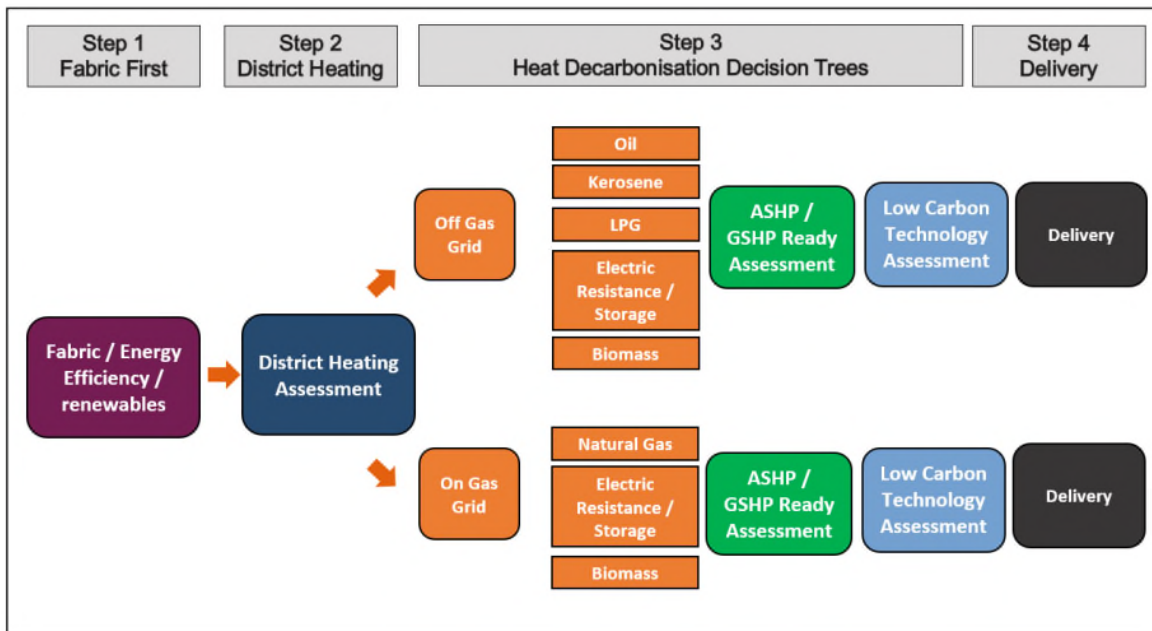 Step 1
Fabric First
Step 2
District Heating
Step 3
Heat Decarbonisation Decision Trees
Step 4
Delivery
Fabric / Energy
Efficiency /
renewables
District Heating
Assessment
Off Gas
Grid
Oil
Kerosene
LPG
Electric
Resistance /
Storage
Biomass
ASHP /
GSHP Ready
Assessment
Low Carbon
Technology
Assessment
Delivery
On Gas
Grid
Natural Gas
Electric
Resistance /
Storage
Biomass
ASHP /
GSHP Ready
Assessment
Low Carbon
Technology
Assessment
Delivery